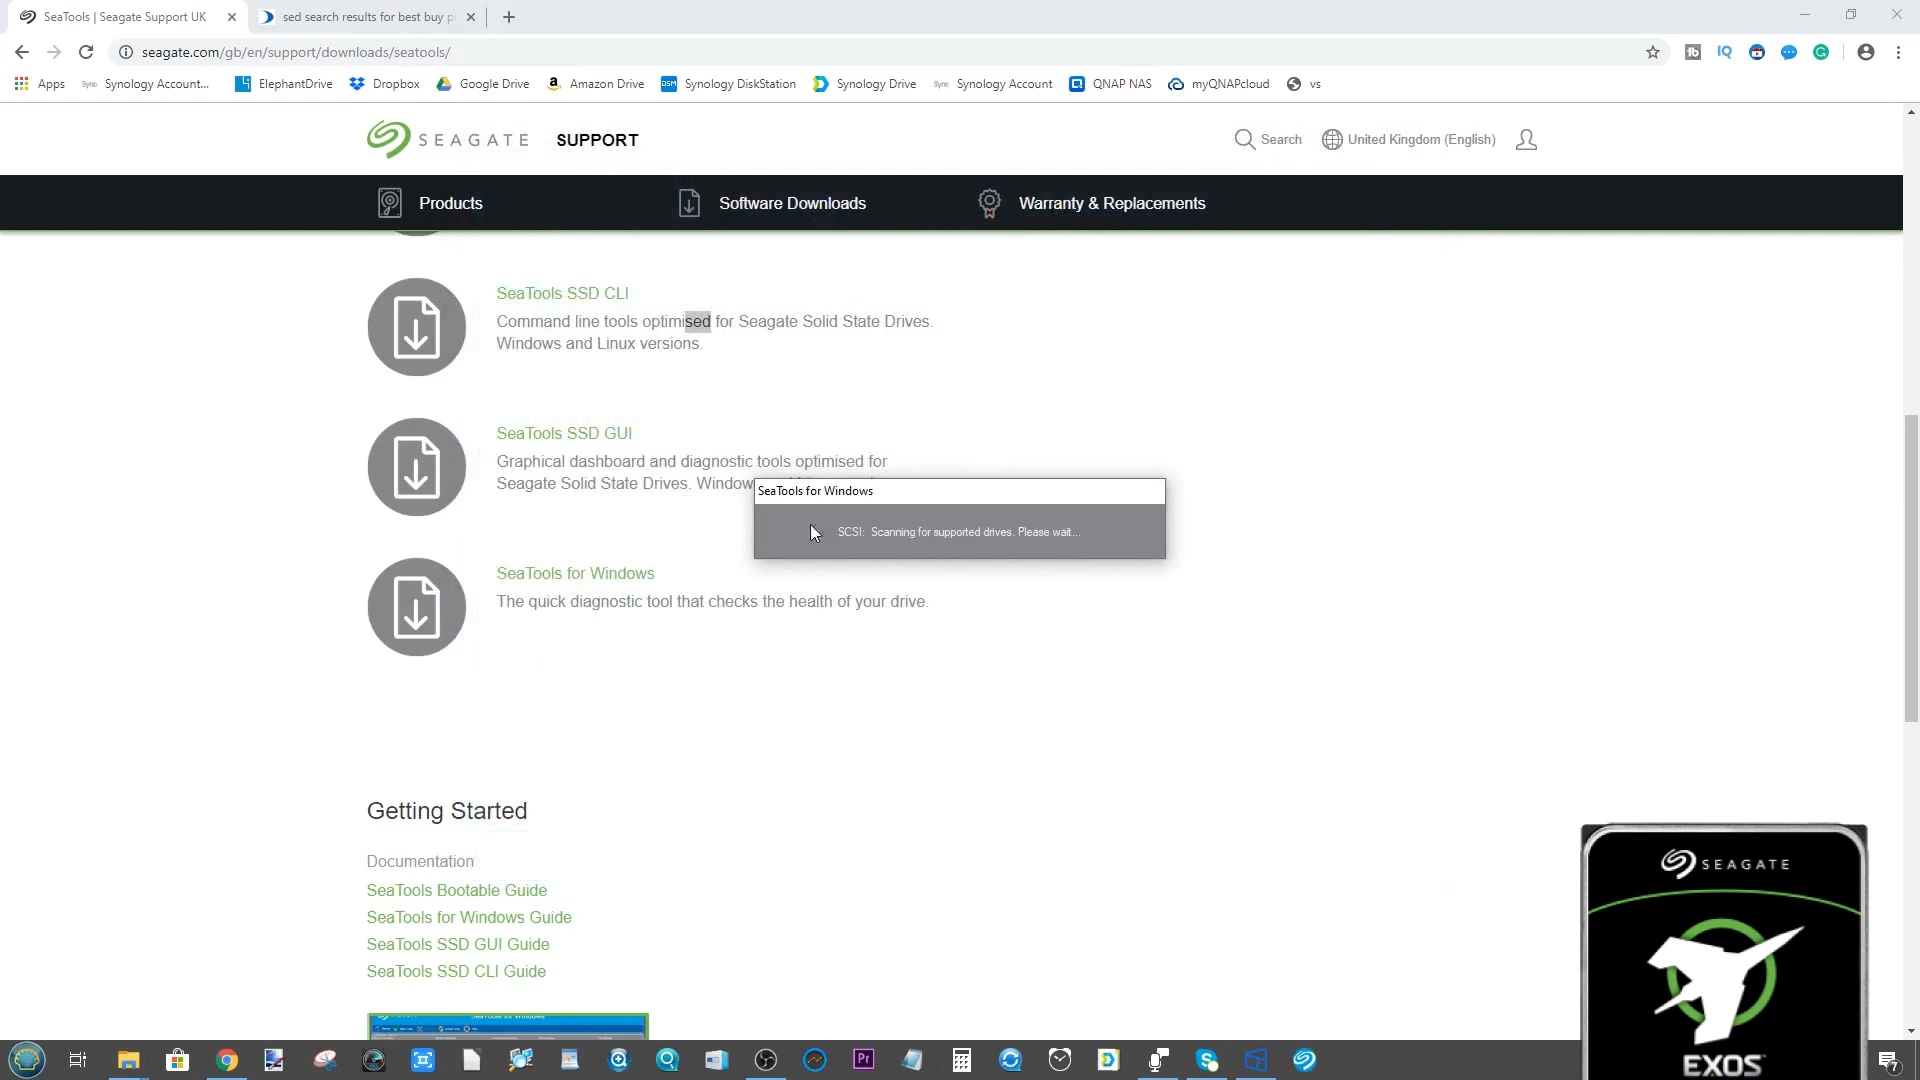 SeaTools | Seagate Support UK
sed search results for best buy p
seagate.com/gb/en/support/downloads/seatools/
Apps
Sync Synology Account...
ElephantDrive
Dropbox
Google Drive
Amazon Drive
DSM Synology DiskStation
Synology Drive
Sync Synology Account
QNAP NAS
myQNAPcloud
vs
SEAGATE SUPPORT
Search
United Kingdom (English)
Products
Software Downloads
Warranty & Replacements
SeaTools SSD CLI
Command line tools optimised for Seagate Solid State Drives.
Windows and Linux versions.
SeaTools SSD GUI
Graphical dashboard and diagnostic tools optimised for
Seagate Solid State Drives. Window
SeaTools for Windows
SCSI: Scanning for supported drives. Please wait...
SeaTools for Windows
The quick diagnostic tool that checks the health of your drive.
Getting Started
Documentation
SeaTools Bootable Guide
SeaTools for Windows Guide
SeaTools SSD GUI Guide
SeaTools SSD CLI Guide
SEAGATE
EXOS
Pr
7